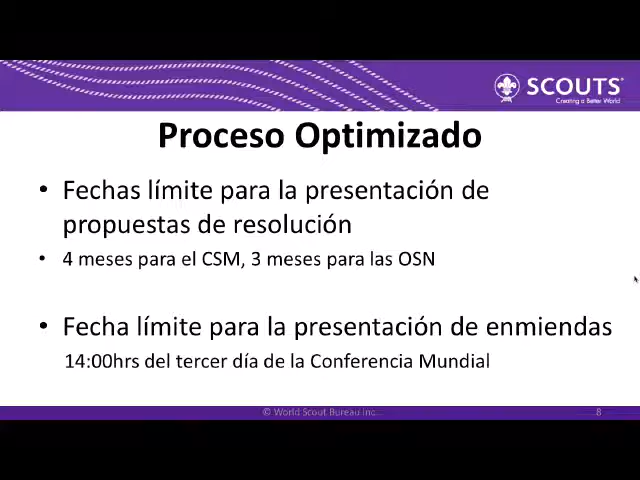 SCOUTS
Creating a Better World
Proceso Optimizado
• Fechas límite para la presentación de
propuestas de resolución
• 4 meses para el CSM, 3 meses para las OSN
• Fecha límite para la presentación de enmiendas
14:00hrs del tercer día de la Conferencia Mundial
© World Scout Bureau Inc.
8